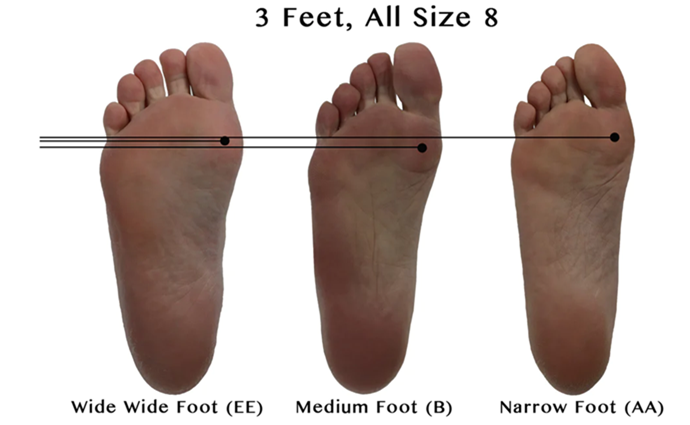 3 Feet, All Size 8
Wide Wide Foot (EE)
Medium Foot (B)
Narrow Foot (AA)